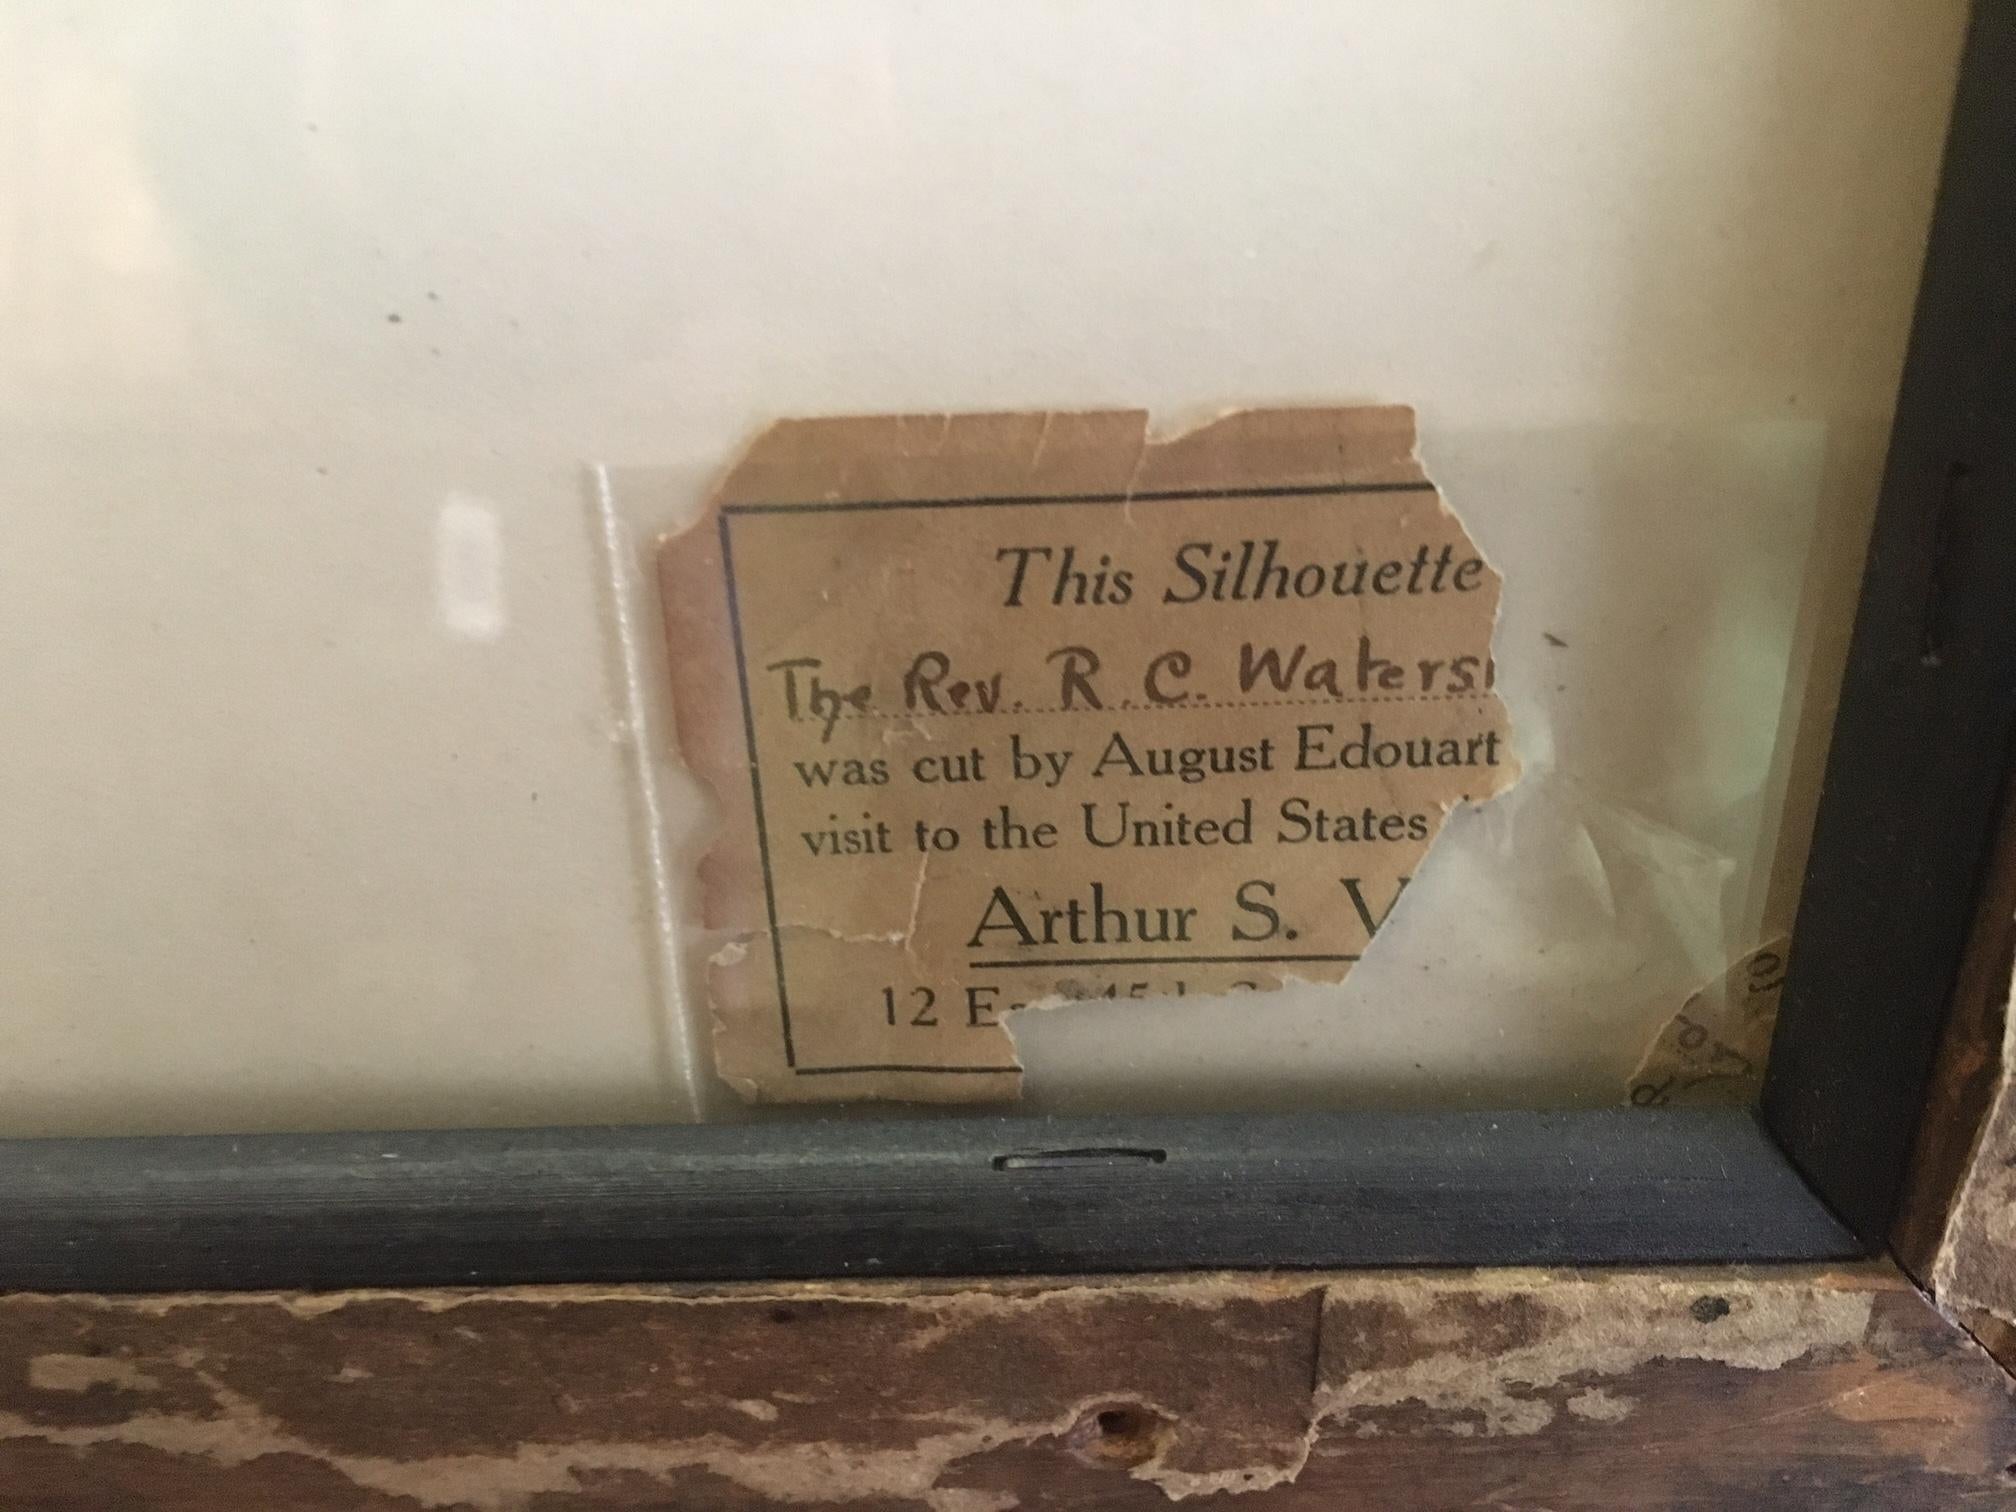 This Silhouette
The Rev. R. C. Waters
was cut by August Edouart
visit to the United States
Arthur S. V
12 E